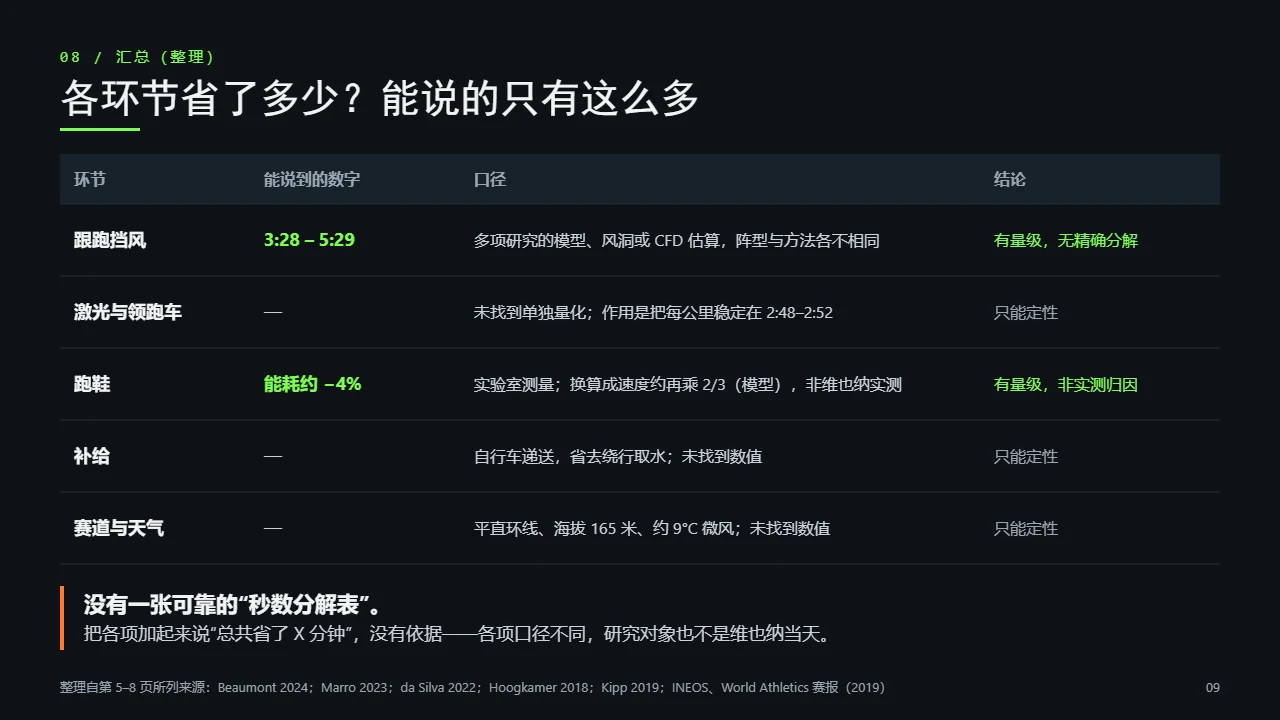 08 / 汇总（整理）
各环节省了多少？能说的只有这么多
环节 能说到的数字 口径 结论
跟跑挡风 3:28 – 5:29 多项研究的模型、风洞或 CFD 估算，阵型与方法各不相同 有量级，无精确分解
激光与领跑车 — 未找到单独量化；作用是把每公里稳定在 2:48–2:52 只能定性
跑鞋 能耗约 −4% 实验室测量；换算成速度约再乘 2/3（模型），非维也纳实测 有量级，非实测归因
补给 — 自行车递送，省去绕行取水；未找到数值 只能定性
赛道与天气 — 平直环线、海拔 165 米、约 9°C 微风；未找到数值 只能定性
没有一张可靠的“秒数分解表”。
把各项加起来说“总共省了 X 分钟”，没有依据——各项口径不同，研究对象也不是维也纳当天。
整理自第 5–8 页所列来源：Beaumont 2024；Marro 2023；da Silva 2022；Hoogkamer 2018；Kipp 2019；INEOS、World Athletics 赛报（2019）
09